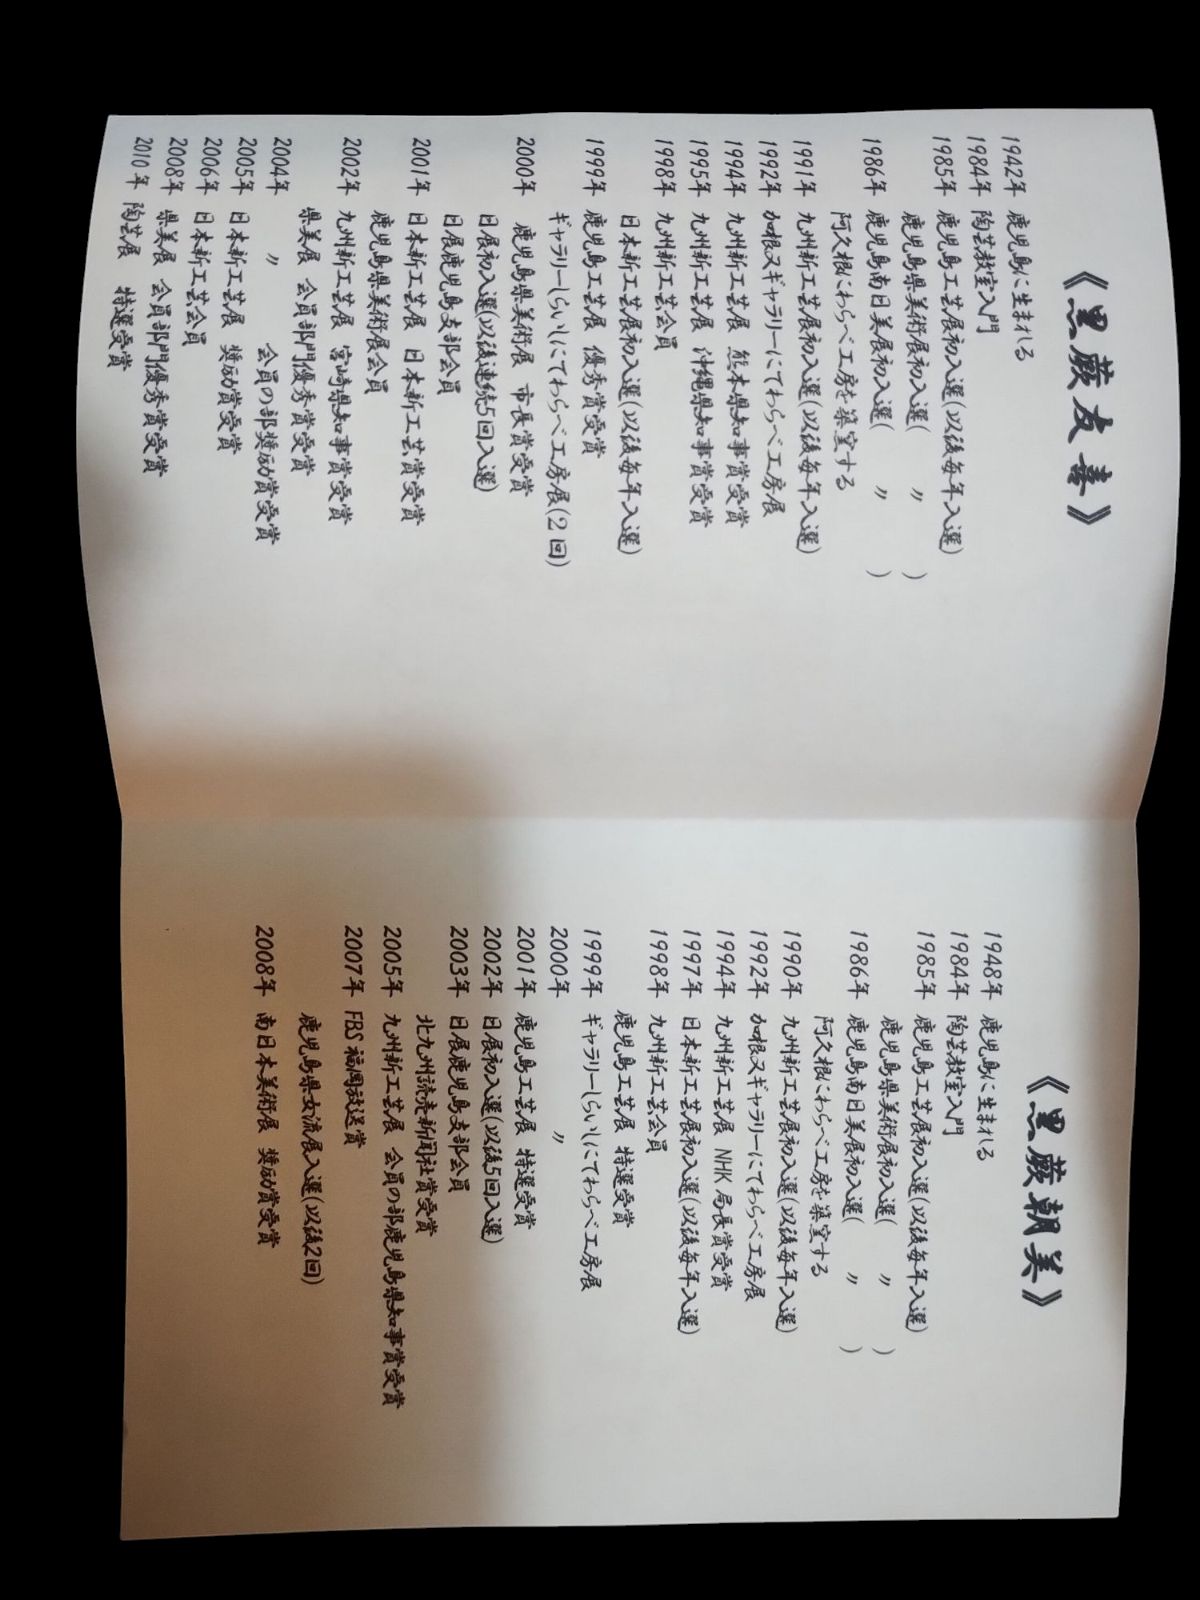 《黒蕨友喜》
1942年 鹿児島に生まれる
1984年 陶芸教室入門
1985年 鹿児島工芸展初入選(以後毎年入選)
鹿児島県美術展初入選( 〃 )
1986年 鹿児島南日美展初入選( 〃 )
阿久根にわらべ工房を築窯する
1991年 九州新工芸展初入選(以後毎年入選)
1992年 加根又ギャラリーにてわらべ工房展
1994年 九州新工芸展 熊本県知事賞受賞
1995年 九州新工芸展 沖縄県知事賞受賞
1998年 九州新工芸会員
日本新工芸展初入選(以後毎年入選)
1999年 鹿児島工芸展 優秀賞受賞
ギャラリーしらいしにてわらべ工房展(2回)
2000年 鹿児島県美術展 市長賞受賞
日展初入選(以後連続5回入選)
日展鹿児島支部会員
2001年 日本新工芸展 日本新工芸賞受賞
鹿児島県美術展会員
2002年 九州新工芸展 宮崎県知事賞受賞
県美展 会員部門優秀賞受賞
2004年 〃 会員の部奨励賞受賞
2005年 日本新工芸展 奨励賞受賞
2006年 日本新工芸会員
2008年 県美展 会員部門優秀賞受賞
2010年 陶芸展 特選受賞
《黒蕨朝美》
1948年 鹿児島に生まれる
1984年 陶芸教室入門
1985年 鹿児島工芸展初入選(以後毎年入選)
鹿児島県美術展初入選( 〃 )
1986年 鹿児島南日美展初入選( 〃 )
阿久根にわらべ工房を築窯する
1990年 九州新工芸展初入選(以後毎年入選)
1992年 加根又ギャラリーにてわらべ工房展
1994年 九州新工芸展 NHK局長賞受賞
1997年 日本新工芸展初入選(以後毎年入選)
1998年 九州新工芸会員
鹿児島工芸展 特選受賞
1999年 ギャラリーしらいしにてわらべ工房展
2000年 〃
2001年 鹿児島工芸展 特選受賞
2002年 日展初入選(以後5回入選)
2003年 日展鹿児島支部会員
北九州読売新聞社賞受賞
2005年 九州新工芸展 会員の部鹿児島県知事賞受賞
2007年 FBS福岡放送賞
鹿児島県女流展入選(以後2回)
2008年 南日本美術展 奨励賞受賞